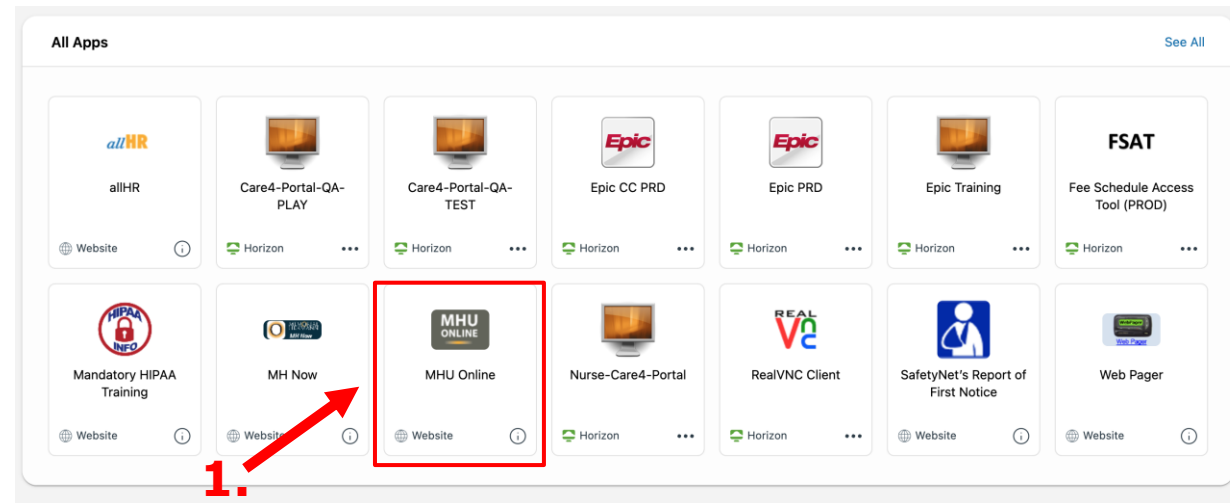 All Apps
See All
allHR
allHR
Website
Care4-Portal-QA-
PLAY
Horizon
Care4-Portal-QA-
TEST
Horizon
Epic
Epic CC PRD
Horizon
Epic
Epic PRD
Horizon
Epic Training
Horizon
FSAT
Fee Schedule Access
Tool (PROD)
Horizon
HIPAA
INFO
Mandatory HIPAA
Training
Website
MH Now
MH Now
Website
MHU
ONLINE
MHU Online
Website
Nurse-Care4-Portal
Horizon
REAL
VNC
RealVNC Client
Horizon
SafetyNet's Report of
First Notice
Website
Web Pager
Web Pager
Website
1.